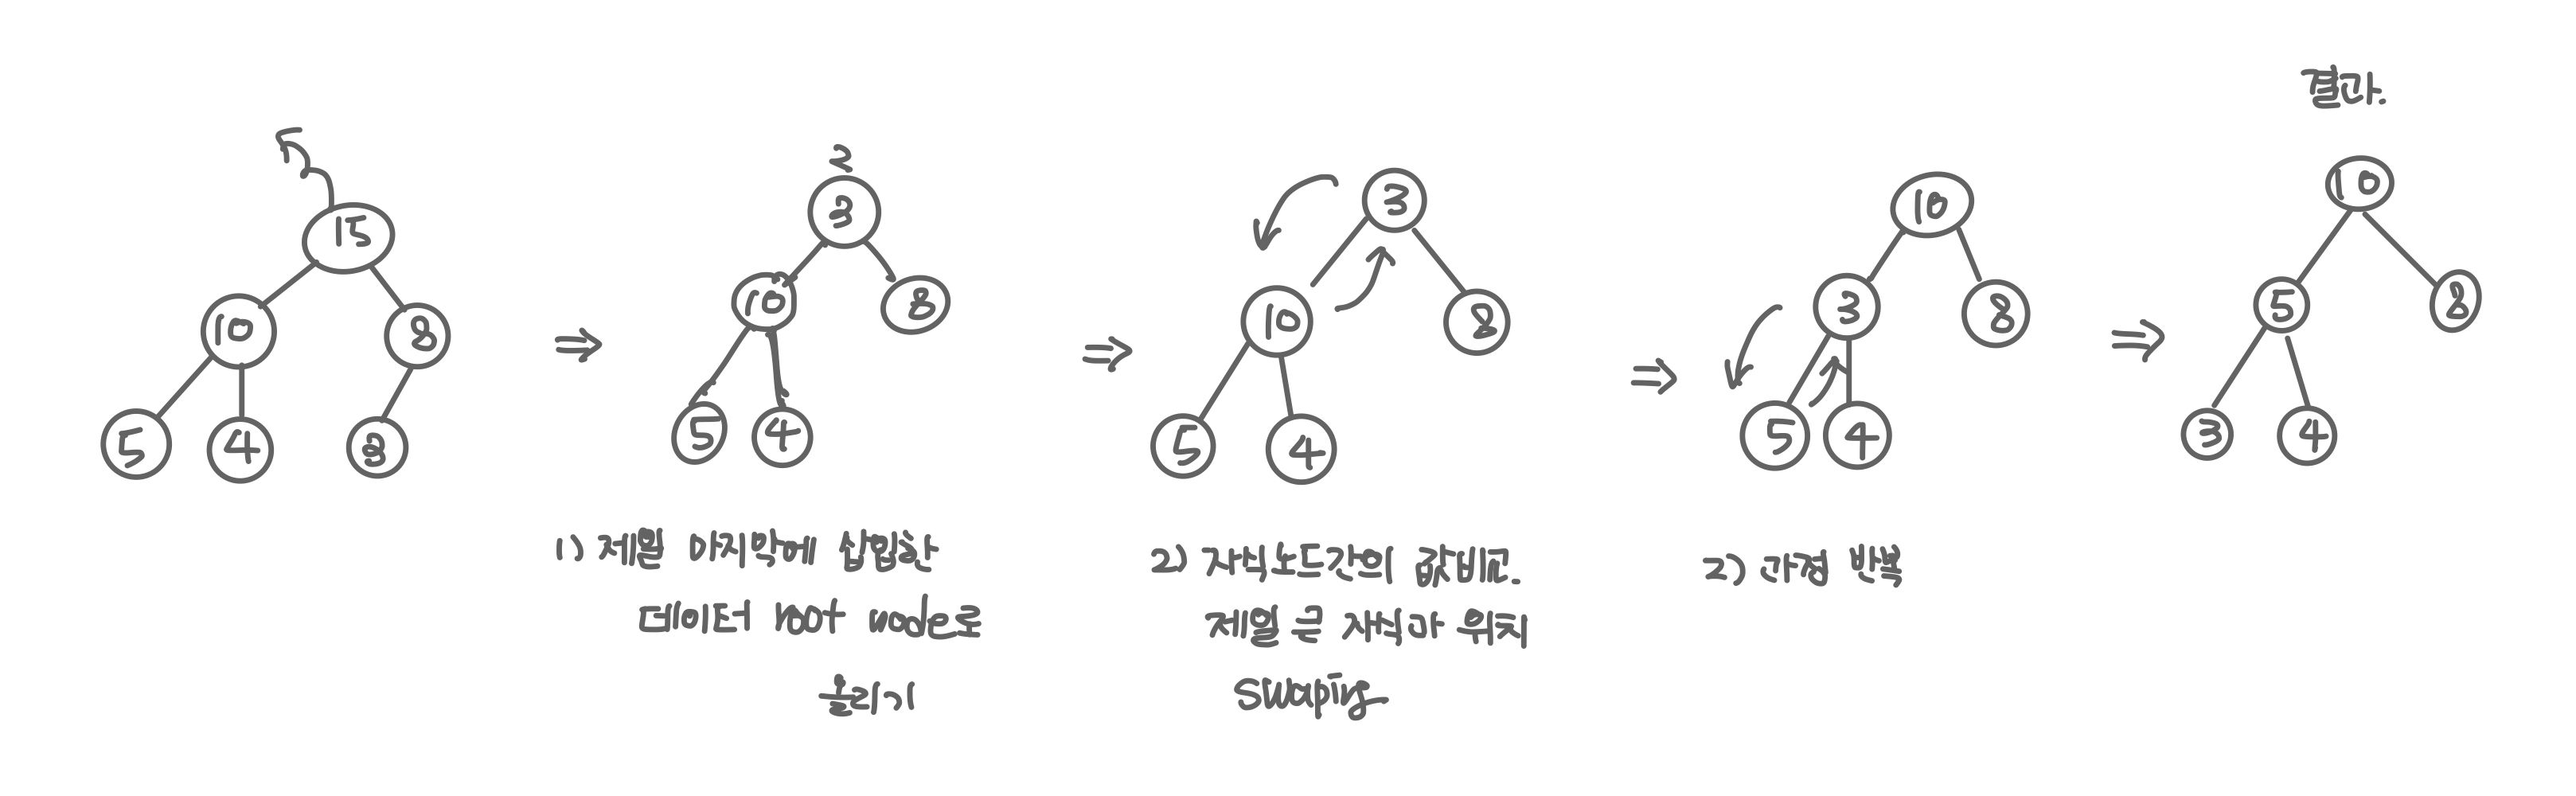 15
10 8
5 4 3
⇒
2
3
10 8
5 4
1) 제일 마지막에 삽입한
데이터 root node로
올리기
⇒
3
10 8
5 4
2) 자식노드간의 값비교.
제일 큰 자식과 위치
swaping
⇒
10
3 8
5 4
2) 과정 반복
⇒
결과.
10
5 8
3 4